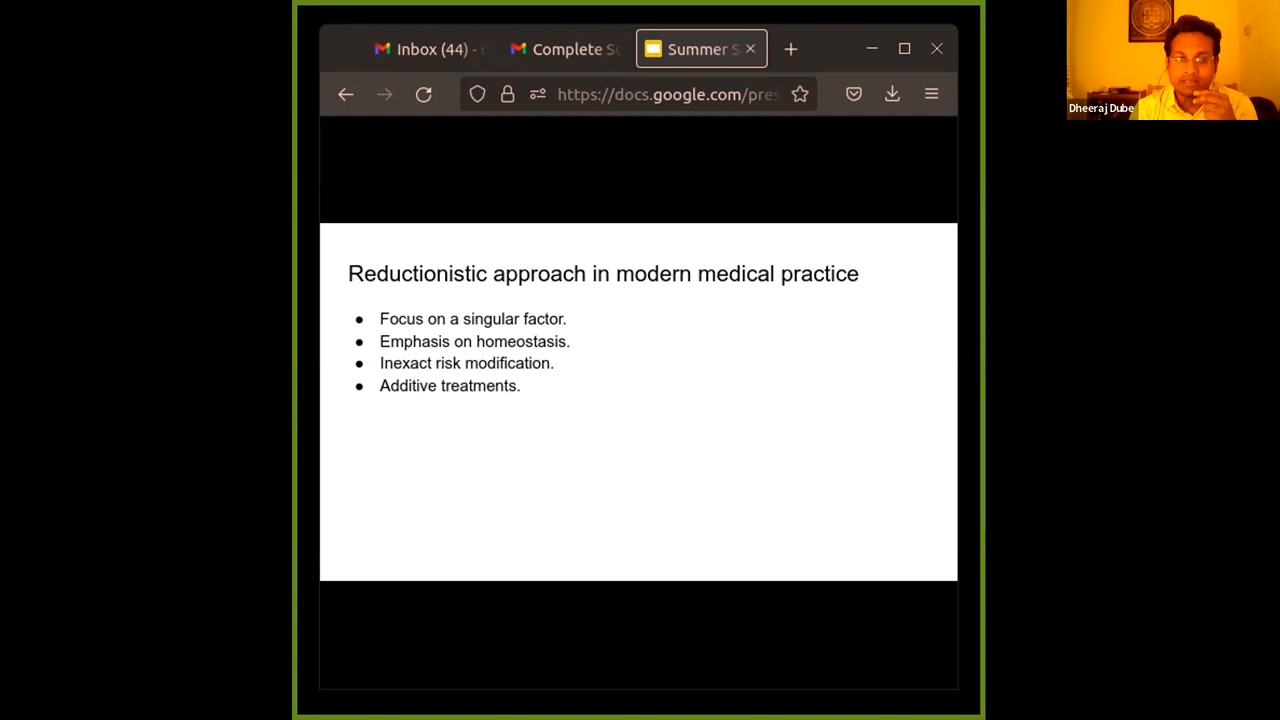 Inbox (44) -
Complete Sc
Summer S
https://docs.google.com/pres
Dheeraj Dube
Reductionistic approach in modern medical practice
● Focus on a singular factor.
● Emphasis on homeostasis.
● Inexact risk modification.
● Additive treatments.